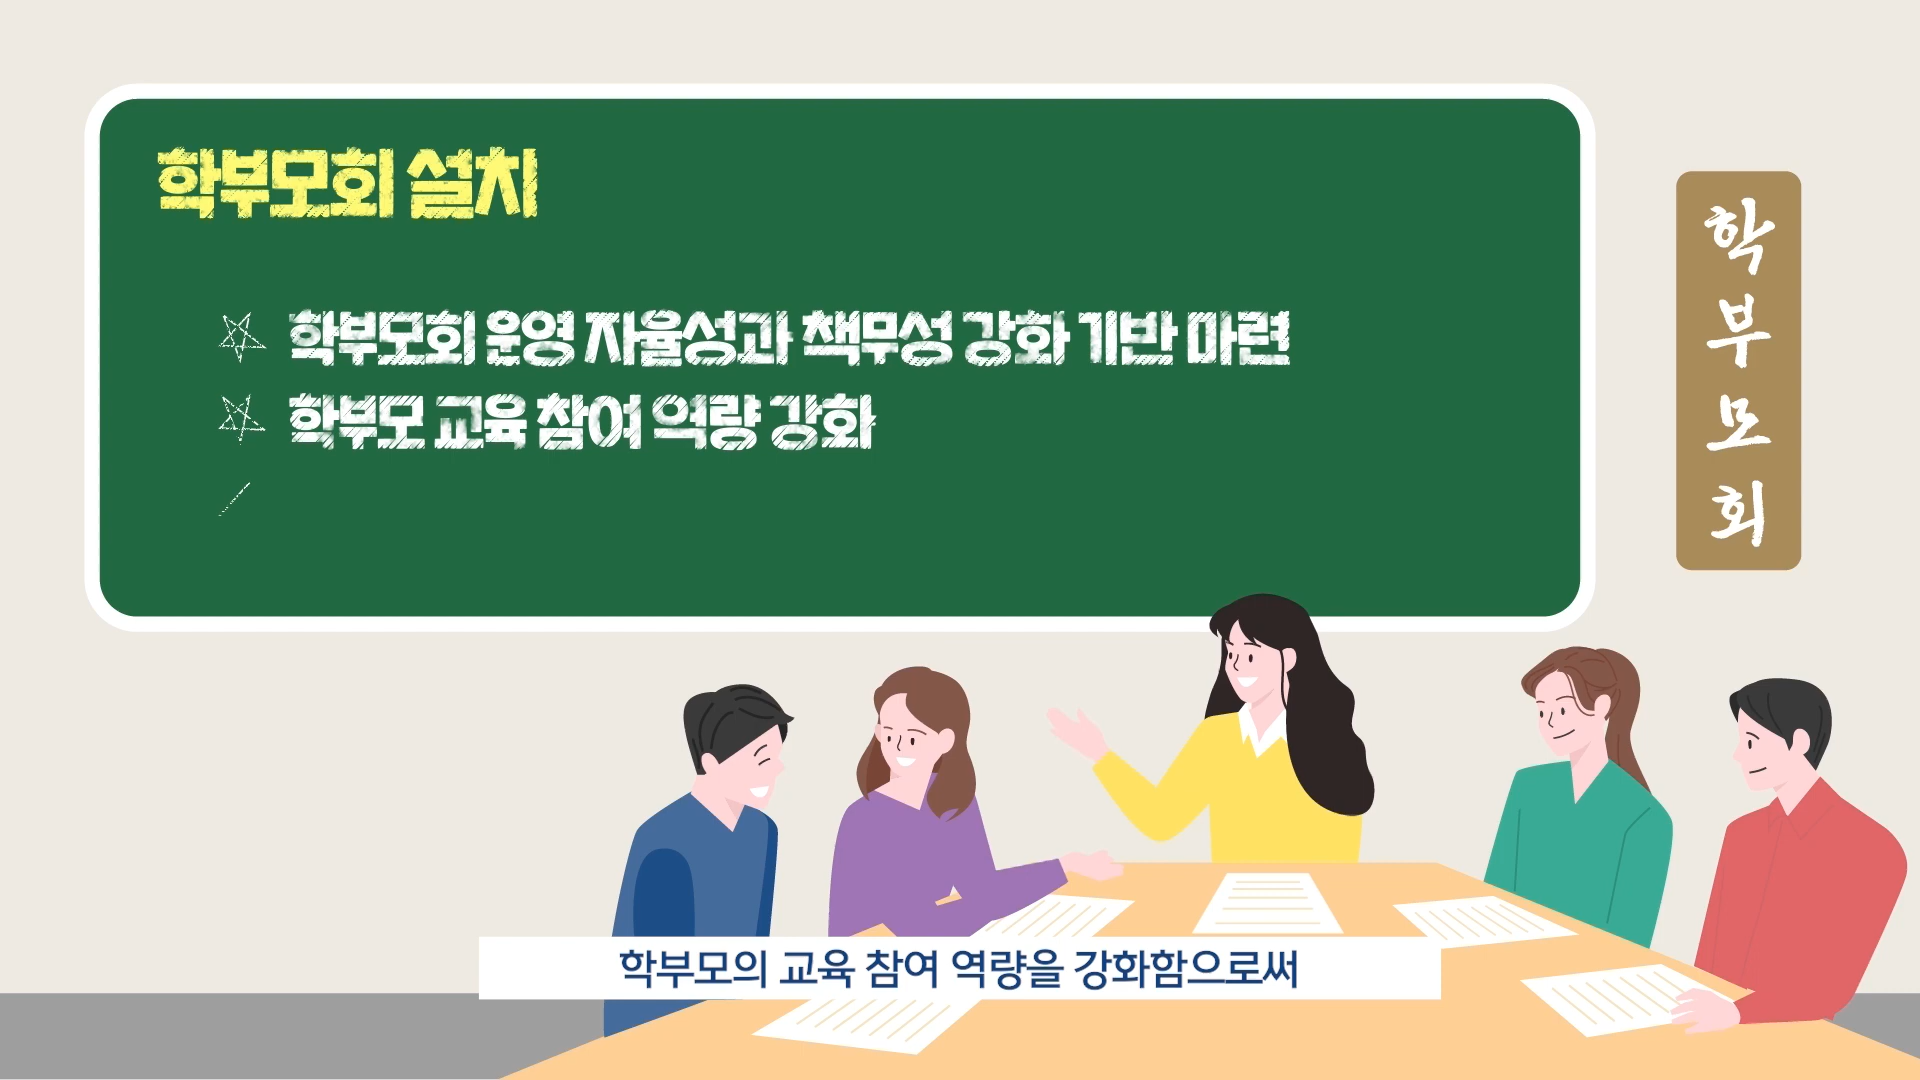 학부모회 설치
학부모회 운영 자율성과 책무성 강화 기반 마련
학부모 교육 참여 역량 강화
학부모회
학부모의 교육 참여 역량을 강화함으로써